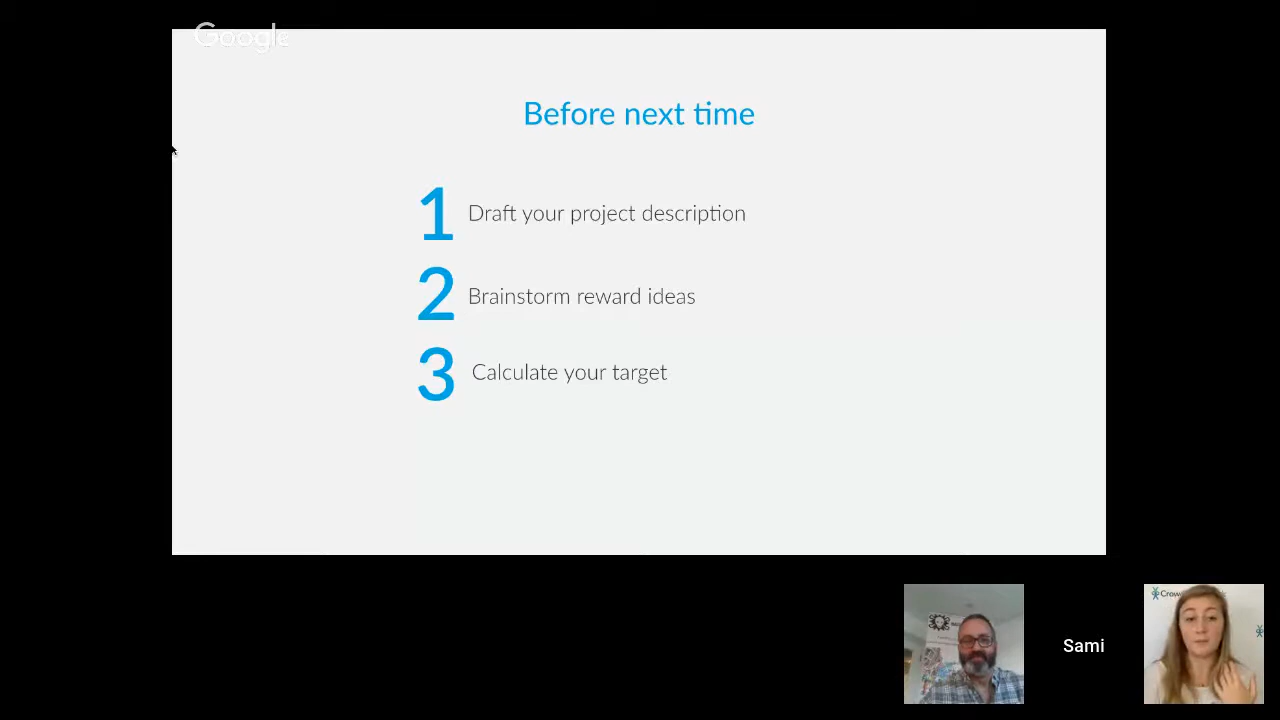 Google
Before next time
1 Draft your project description
2 Brainstorm reward ideas
3 Calculate your target
Sami